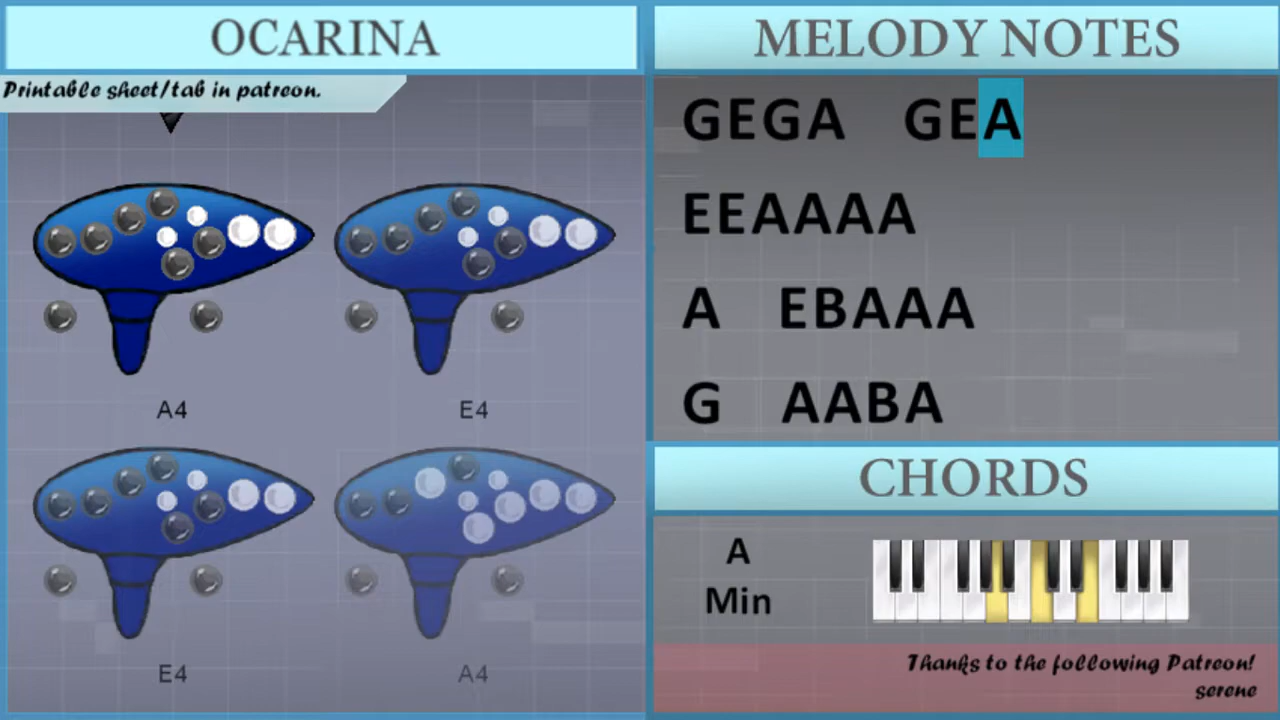 OCARINA
Printable sheet/tab in patreon.
A4
E4
E4
A4
MELODY NOTES
GEGA GEA
EEAAAA
A EBAAA
G AABA
CHORDS
A
Min
Thanks to the following Patreon!
serene